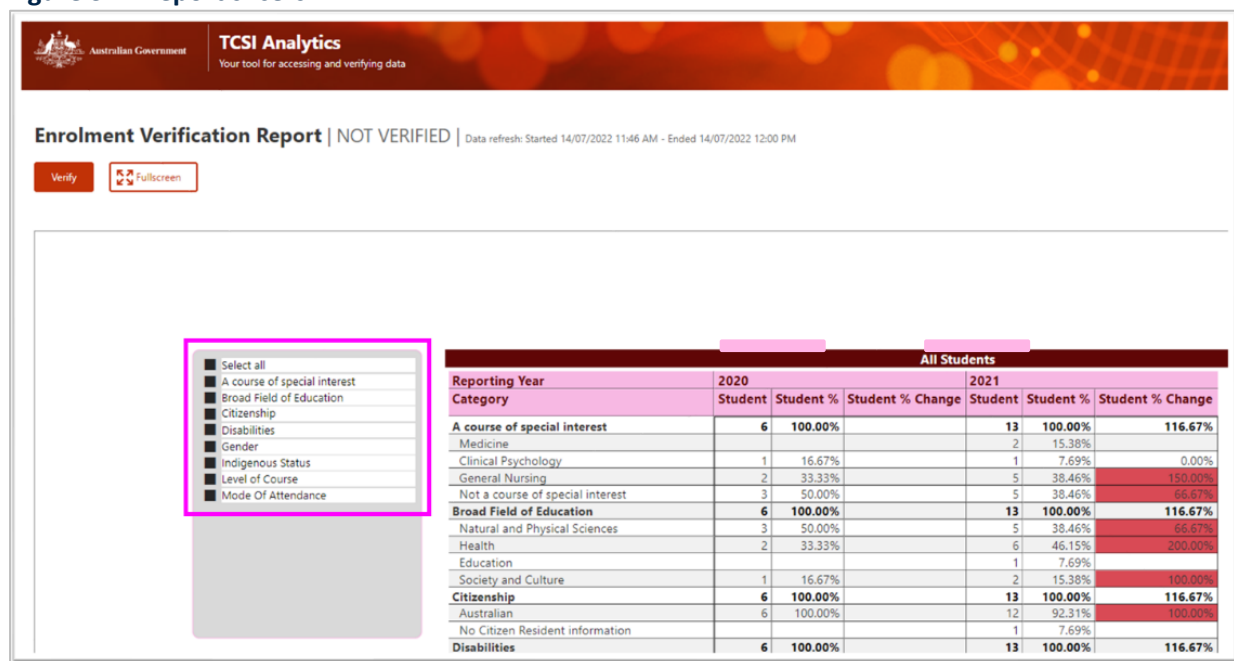 Australian Government
TCSI Analytics
Your tool for accessing and verifying data
Enrolment Verification Report | NOT VERIFIED | Data refresh: Started 14/07/2022 11:46 AM - Ended 14/07/2022 12:00 PM
Verify Fullscreen
Select all
A course of special interest
Broad Field of Education
Citizenship
Disabilities
Gender
Indigenous Status
Level of Course
Mode Of Attendance
All Students
Reporting Year 2020 2021
Category Student Student % Student % Change Student Student % Student % Change
A course of special interest 6 100.00% 13 100.00% 116.67%
Medicine 2 15.38%
Clinical Psychology 1 16.67% 1 7.69% 0.00%
General Nursing 2 33.33% 5 38.46% 150.00%
Not a course of special interest 3 50.00% 5 38.46% 66.67%
Broad Field of Education 6 100.00% 13 100.00% 116.67%
Natural and Physical Sciences 3 50.00% 5 38.46% 66.67%
Health 2 33.33% 6 46.15% 200.00%
Education 1 7.69%
Society and Culture 1 16.67% 2 15.38% 100.00%
Citizenship 6 100.00% 13 100.00% 116.67%
Australian 6 100.00% 12 92.31% 100.00%
No Citizen Resident information 1 7.69%
Disabilities 6 100.00% 13 100.00% 116.67%